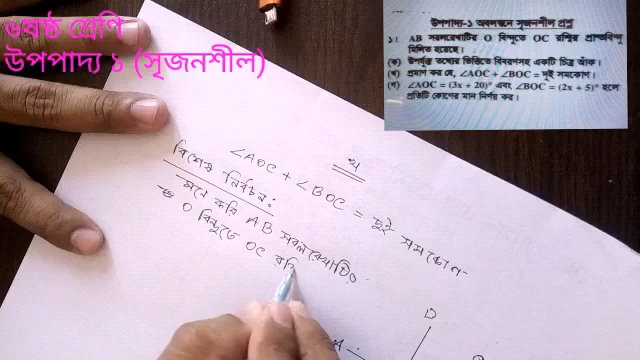 ৬ষ্ঠ শ্রেণি
উপপাদ্য ১ (সৃজনশীল)
উপপাদ্য-১ অবলম্বনে সৃজনশীল প্রশ্ন
১। AB সরলরেখাটির O বিন্দুতে OC রশ্মির প্রান্তবিন্দু
মিলিত হয়েছে।
(ক) উপর্যুক্ত তথ্যের ভিত্তিতে বিবরণসহ একটি চিত্র আঁক।
(খ) প্রমাণ কর যে, ∠AOC + ∠BOC = দুই সমকোণ।
(গ) ∠AOC = (3x + 20)° এবং ∠BOC = (2x + 5)° হলে
প্রতিটি কোণের মান নির্ণয় কর।
খ
∠AOC + ∠BOC = দুই সমকোণ
বিশেষ নির্বচন:
মনে করি AB সরলরেখাটির
O বিন্দুতে OC
D
A